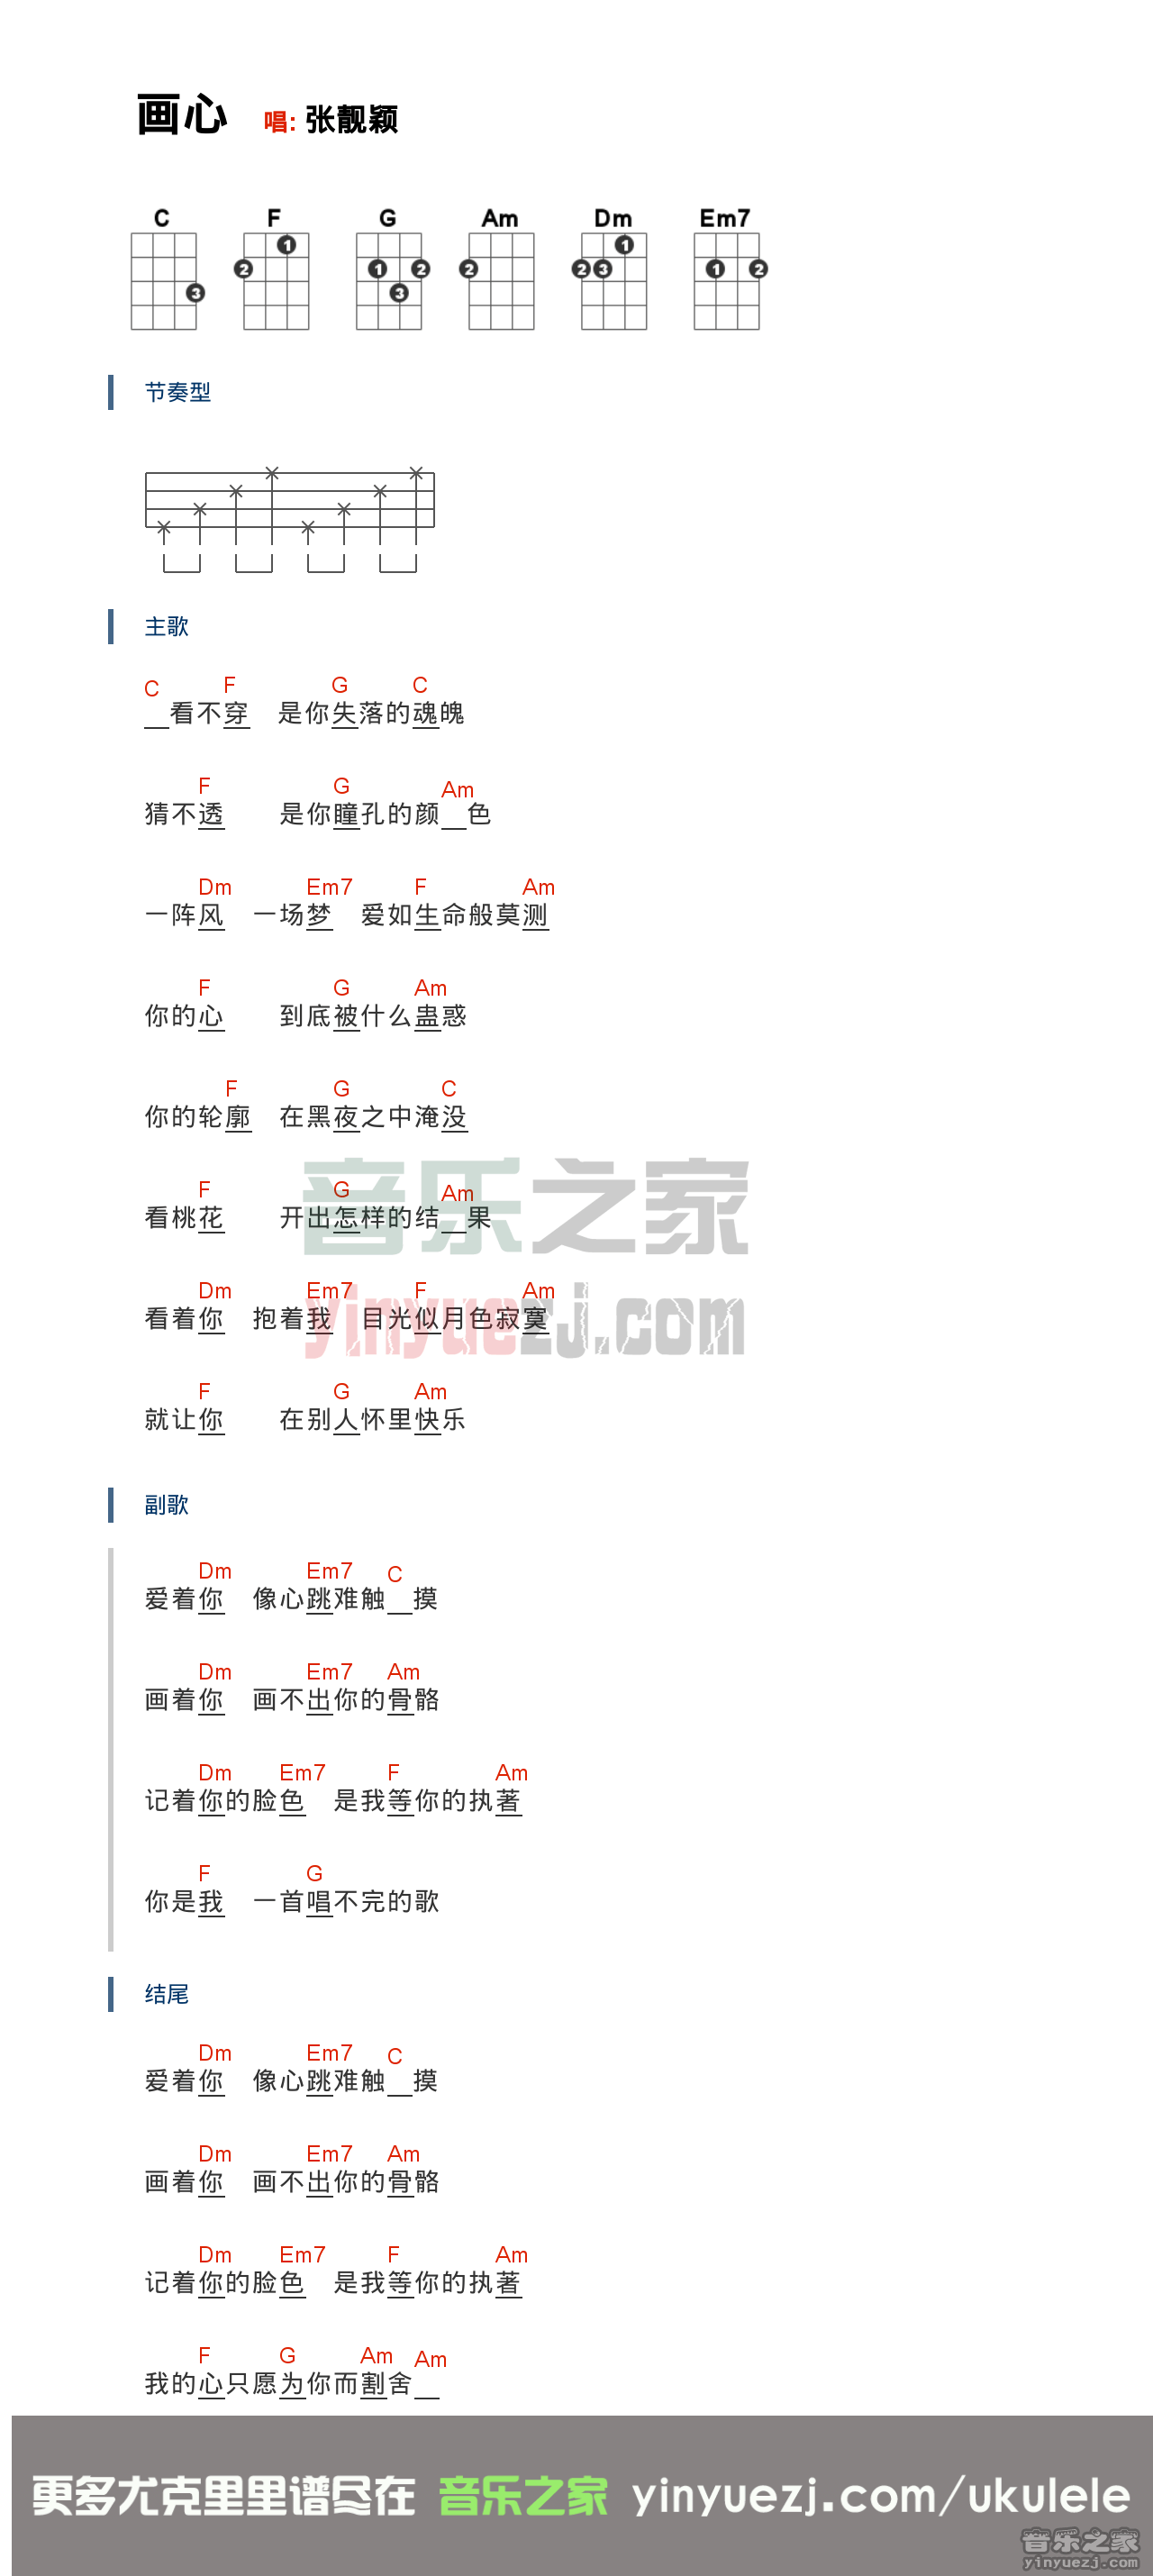 画心 唱: 张靓颖
C F G Am Dm Em7
3 2 1 1 2 3 2 2 3 1 1 2
节奏型
主歌
C F G C
看不穿 是你失落的魂魄
F G Am
猜不透 是你瞳孔的颜 色
Dm Em7 F Am
一阵风 一场梦 爱如生命般莫测
F G Am
你的心 到底被什么蛊惑
F G C
你的轮廓 在黑夜之中淹没
音乐之家
F G Am
看桃花 开出怎样的结 果
yinyuezj.com
Dm Em7 F Am
看着你 抱着我 目光似月色寂寞
F G Am
就让你 在别人怀里快乐
副歌
Dm Em7 C
爱着你 像心跳难触 摸
Dm Em7 Am
画着你 画不出你的骨骼
Dm Em7 F Am
记着你的脸色 是我等你的执著
F G
你是我 一首唱不完的歌
结尾
Dm Em7 C
爱着你 像心跳难触 摸
Dm Em7 Am
画着你 画不出你的骨骼
Dm Em7 F Am
记着你的脸色 是我等你的执著
F G Am Am
我的心只愿为你而割舍
更多尤克里里谱尽在 音乐之家 yinyuezj.com/ukulele
音乐之家
yinyuezj.com